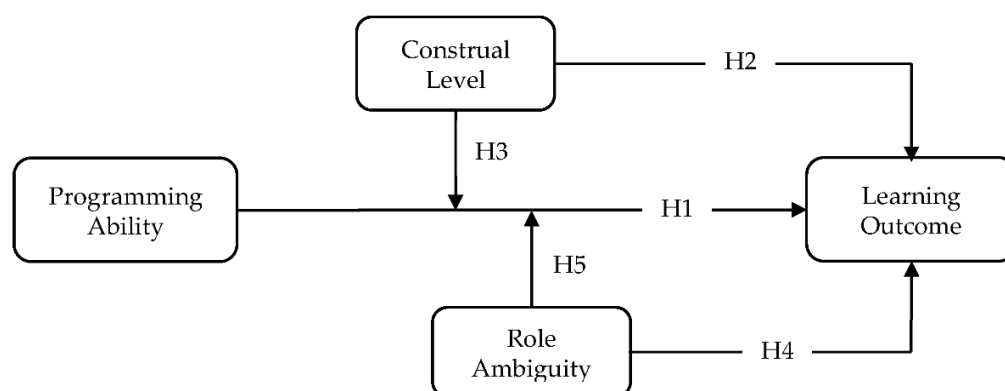 Construal
Level
H2
H3
Programming
Ability
H1
Learning
Outcome
H5
Role
Ambiguity
H4